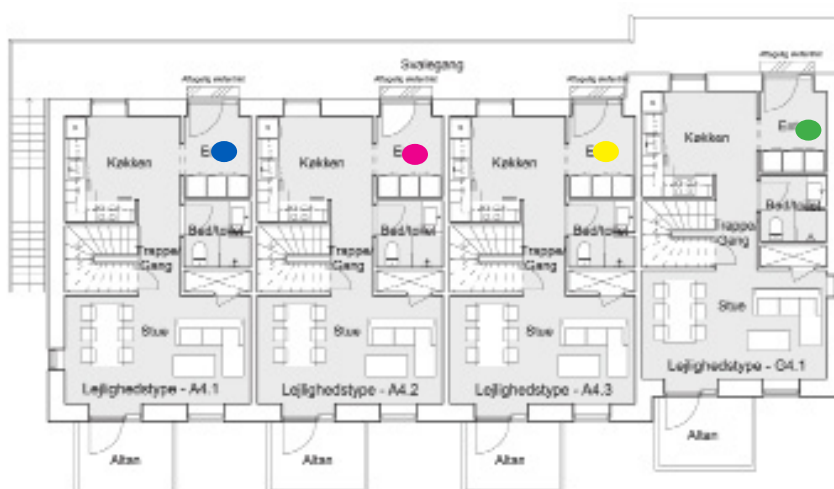 Svalegang
Køkken
Bad/toilet
Trappe/
Gang
Stue
Lejlighedstype - A4.1
Altan
Køkken
Bad/toilet
Trappe/
Gang
Stue
Lejlighedstype - A4.2
Altan
Køkken
Bad/toilet
Trappe/
Gang
Stue
Lejlighedstype - A4.3
Altan
Køkken
Bad/toilet
Trappe/
Gang
Stue
Lejlighedstype - G4.1
Altan